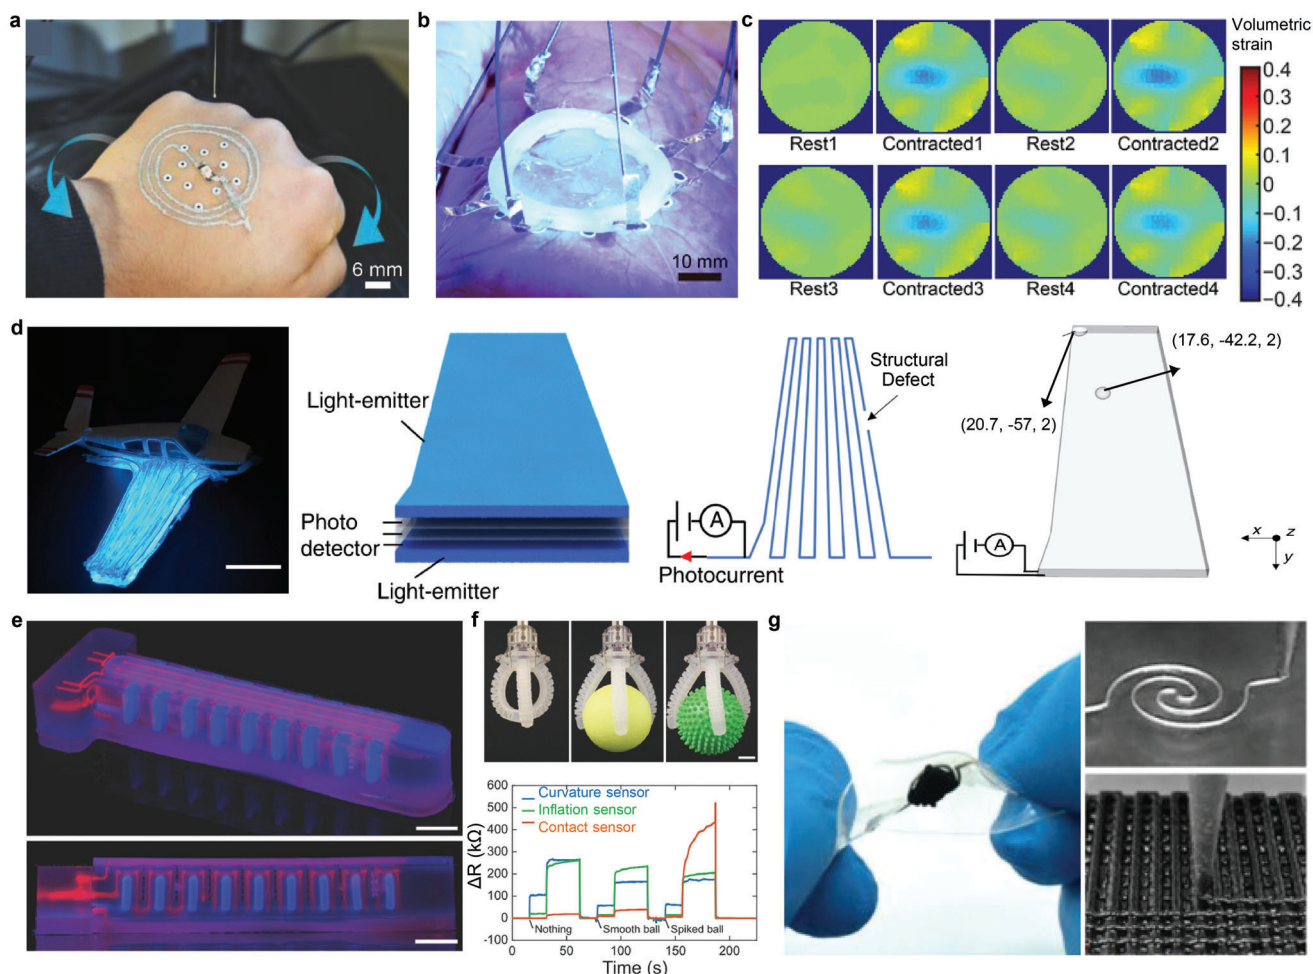 a
6 mm
b
10 mm
c
Volumetric
strain
0.4
0.3
0.2
0.1
0
−0.1
−0.2
−0.3
−0.4
Rest1
Contracted1
Rest2
Contracted2
Rest3
Contracted3
Rest4
Contracted4
d
Light-emitter
Photo
detector
Light-emitter
Structural
Defect
A
Photocurrent
(17.6, -42.2, 2)
(20.7, -57, 2)
A
x
z
y
e
f
600
500
400
300
200
100
0
-100
ΔR (kΩ)
Curvature sensor
Inflation sensor
Contact sensor
Nothing
Smooth ball
Spiked ball
0
50
100
150
200
Time (s)
g